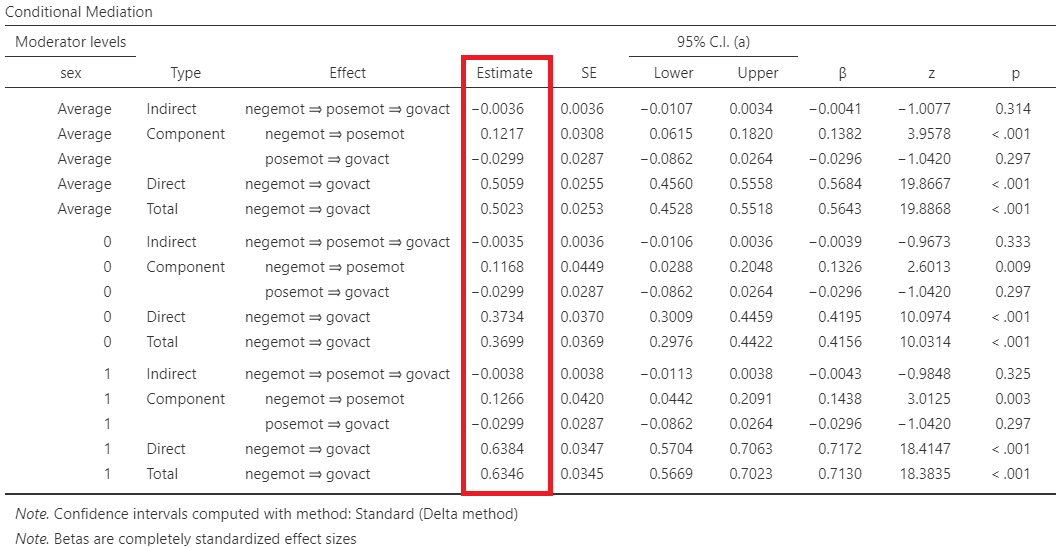 Conditional Mediation
Moderator levels 95% C.I. (a)
sex Type Effect Estimate SE Lower Upper β z p
Average Indirect negemot ⇒ posemot ⇒ govact −0.0036 0.0036 −0.0107 0.0034 −0.0041 −1.0077 0.314
Average Component negemot ⇒ posemot 0.1217 0.0308 0.0615 0.1820 0.1382 3.9578 < .001
Average posemot ⇒ govact −0.0299 0.0287 −0.0862 0.0264 −0.0296 −1.0420 0.297
Average Direct negemot ⇒ govact 0.5059 0.0255 0.4560 0.5558 0.5684 19.8667 < .001
Average Total negemot ⇒ govact 0.5023 0.0253 0.4528 0.5518 0.5643 19.8868 < .001
0 Indirect negemot ⇒ posemot ⇒ govact −0.0035 0.0036 −0.0106 0.0036 −0.0039 −0.9673 0.333
0 Component negemot ⇒ posemot 0.1168 0.0449 0.0288 0.2048 0.1326 2.6013 0.009
0 posemot ⇒ govact −0.0299 0.0287 −0.0862 0.0264 −0.0296 −1.0420 0.297
0 Direct negemot ⇒ govact 0.3734 0.0370 0.3009 0.4459 0.4195 10.0974 < .001
0 Total negemot ⇒ govact 0.3699 0.0369 0.2976 0.4422 0.4156 10.0314 < .001
1 Indirect negemot ⇒ posemot ⇒ govact −0.0038 0.0038 −0.0113 0.0038 −0.0043 −0.9848 0.325
1 Component negemot ⇒ posemot 0.1266 0.0420 0.0442 0.2091 0.1438 3.0125 0.003
1 posemot ⇒ govact −0.0299 0.0287 −0.0862 0.0264 −0.0296 −1.0420 0.297
1 Direct negemot ⇒ govact 0.6384 0.0347 0.5704 0.7063 0.7172 18.4147 < .001
1 Total negemot ⇒ govact 0.6346 0.0345 0.5669 0.7023 0.7130 18.3835 < .001
Note. Confidence intervals computed with method: Standard (Delta method)
Note. Betas are completely standardized effect sizes